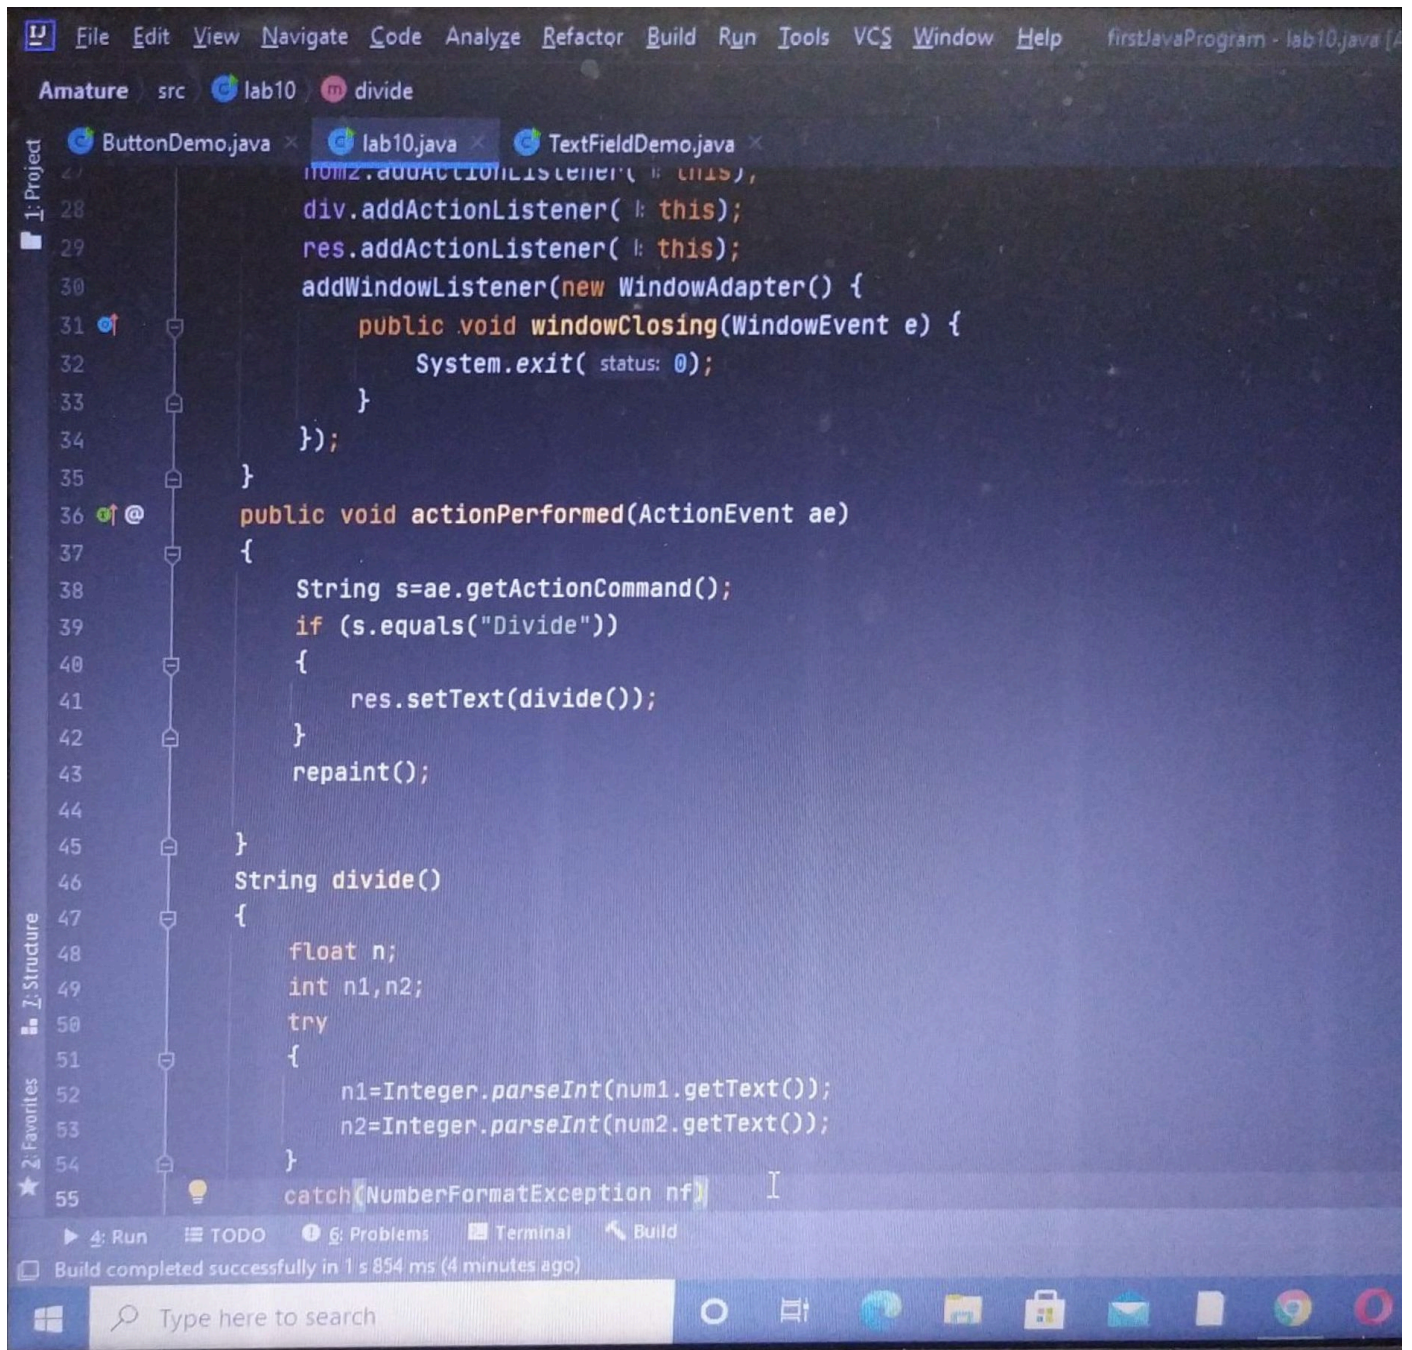 File Edit View Navigate Code Analyze Refactor Build Run Tools VCS Window Help firstJavaProgram - lab10.java [A
Amature src lab10 m divide
ButtonDemo.java lab10.java TextFieldDemo.java
1: Project
27 num2.addActionListener( l: this);
28 div.addActionListener( l: this);
29 res.addActionListener( l: this);
30 addWindowListener(new WindowAdapter() {
31 public void windowClosing(WindowEvent e) {
32 System.exit( status: 0);
33 }
34 });
35 }
36 @ public void actionPerformed(ActionEvent ae)
37 {
38 String s=ae.getActionCommand();
39 if (s.equals("Divide"))
40 {
41 res.setText(divide());
42 }
43 repaint();
44
45 }
46 String divide()
47 {
48 float n;
49 int n1,n2;
50 try
51 {
52 n1=Integer.parseInt(num1.getText());
53 n2=Integer.parseInt(num2.getText());
54 }
55 catch(NumberFormatException nf)
7: Structure
2: Favorites
4: Run TODO 6: Problems Terminal Build
Build completed successfully in 1 s 854 ms (4 minutes ago)
Type here to search